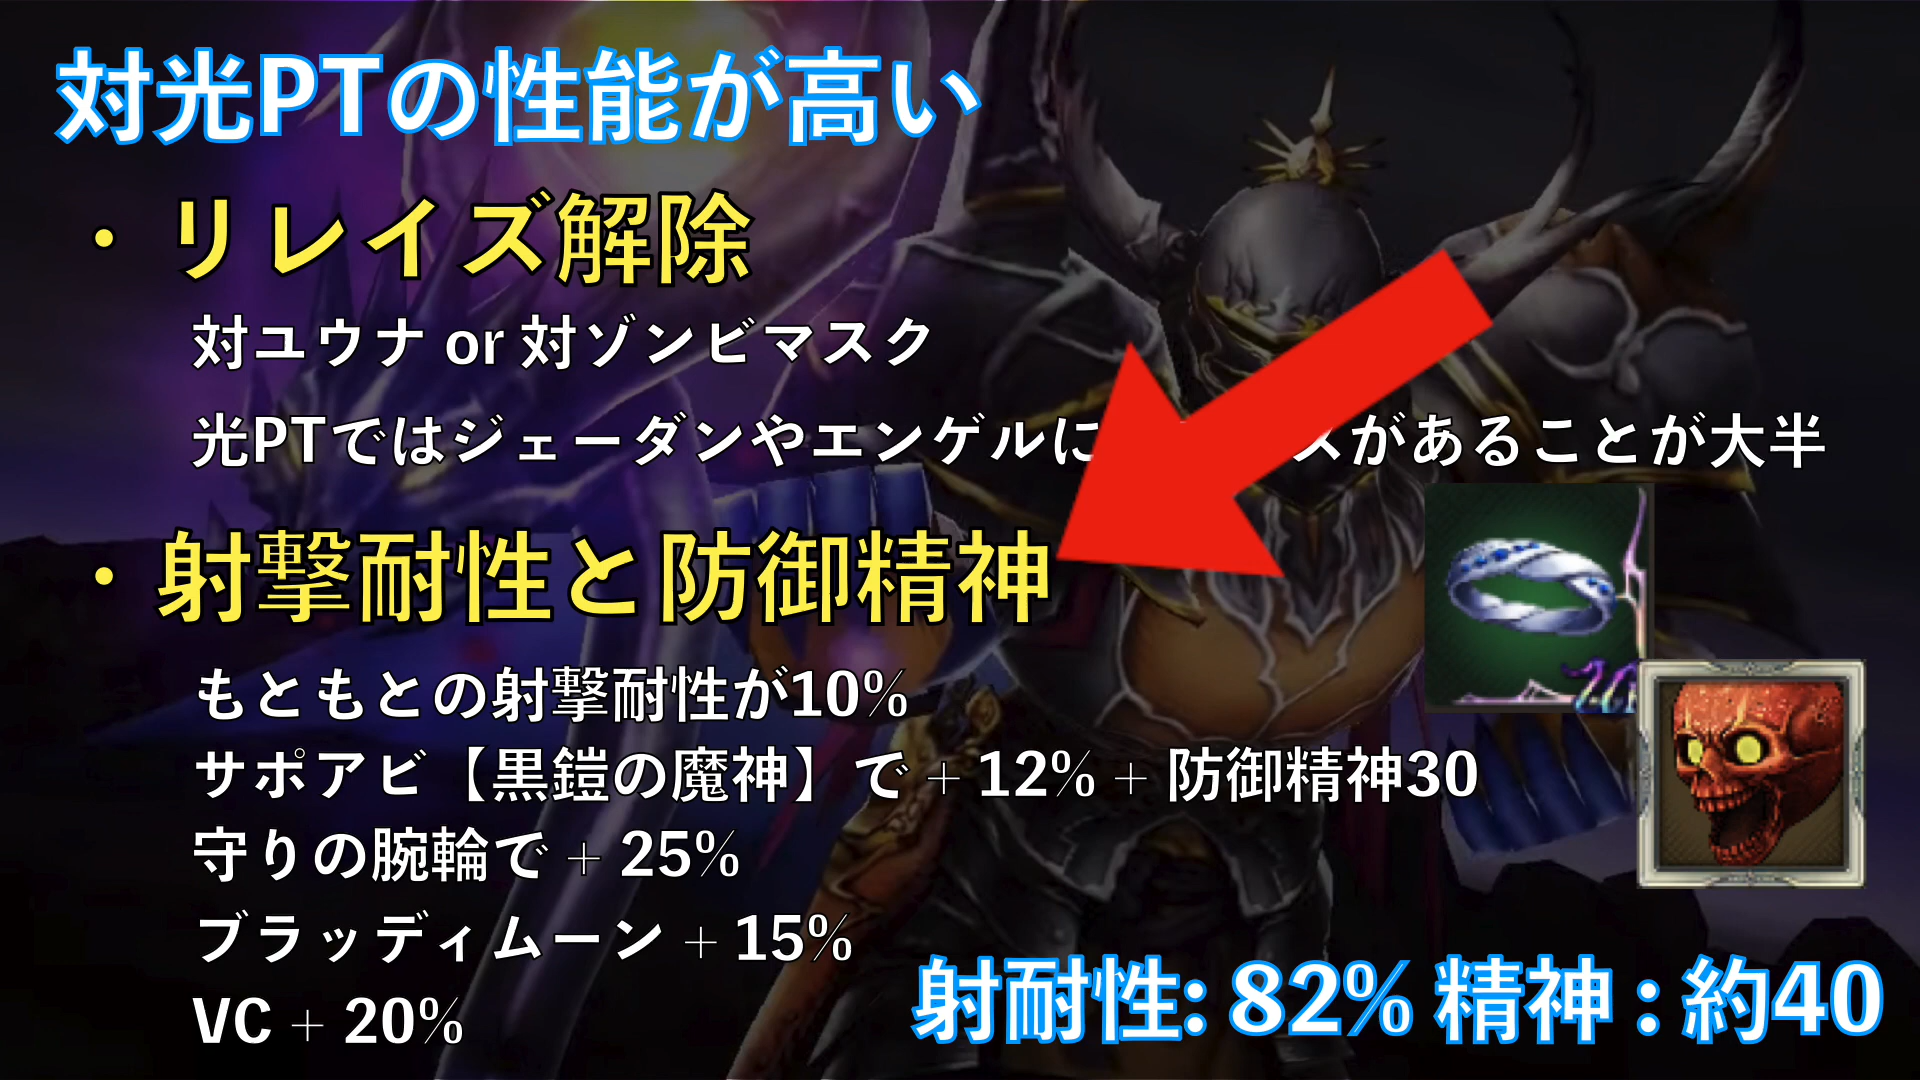 対光PTの性能が高い
・リレイズ解除
対ユウナ or 対ゾンビマスク
光PTではジェーダンやエンゲルに スがあることが大半
・射撃耐性と防御精神
もともとの射撃耐性が10%
サポアビ【黒鎧の魔神】で + 12% + 防御精神30
守りの腕輪で + 25%
ブラッディムーン + 15%
VC + 20%
射耐性: 82% 精神 : 約40